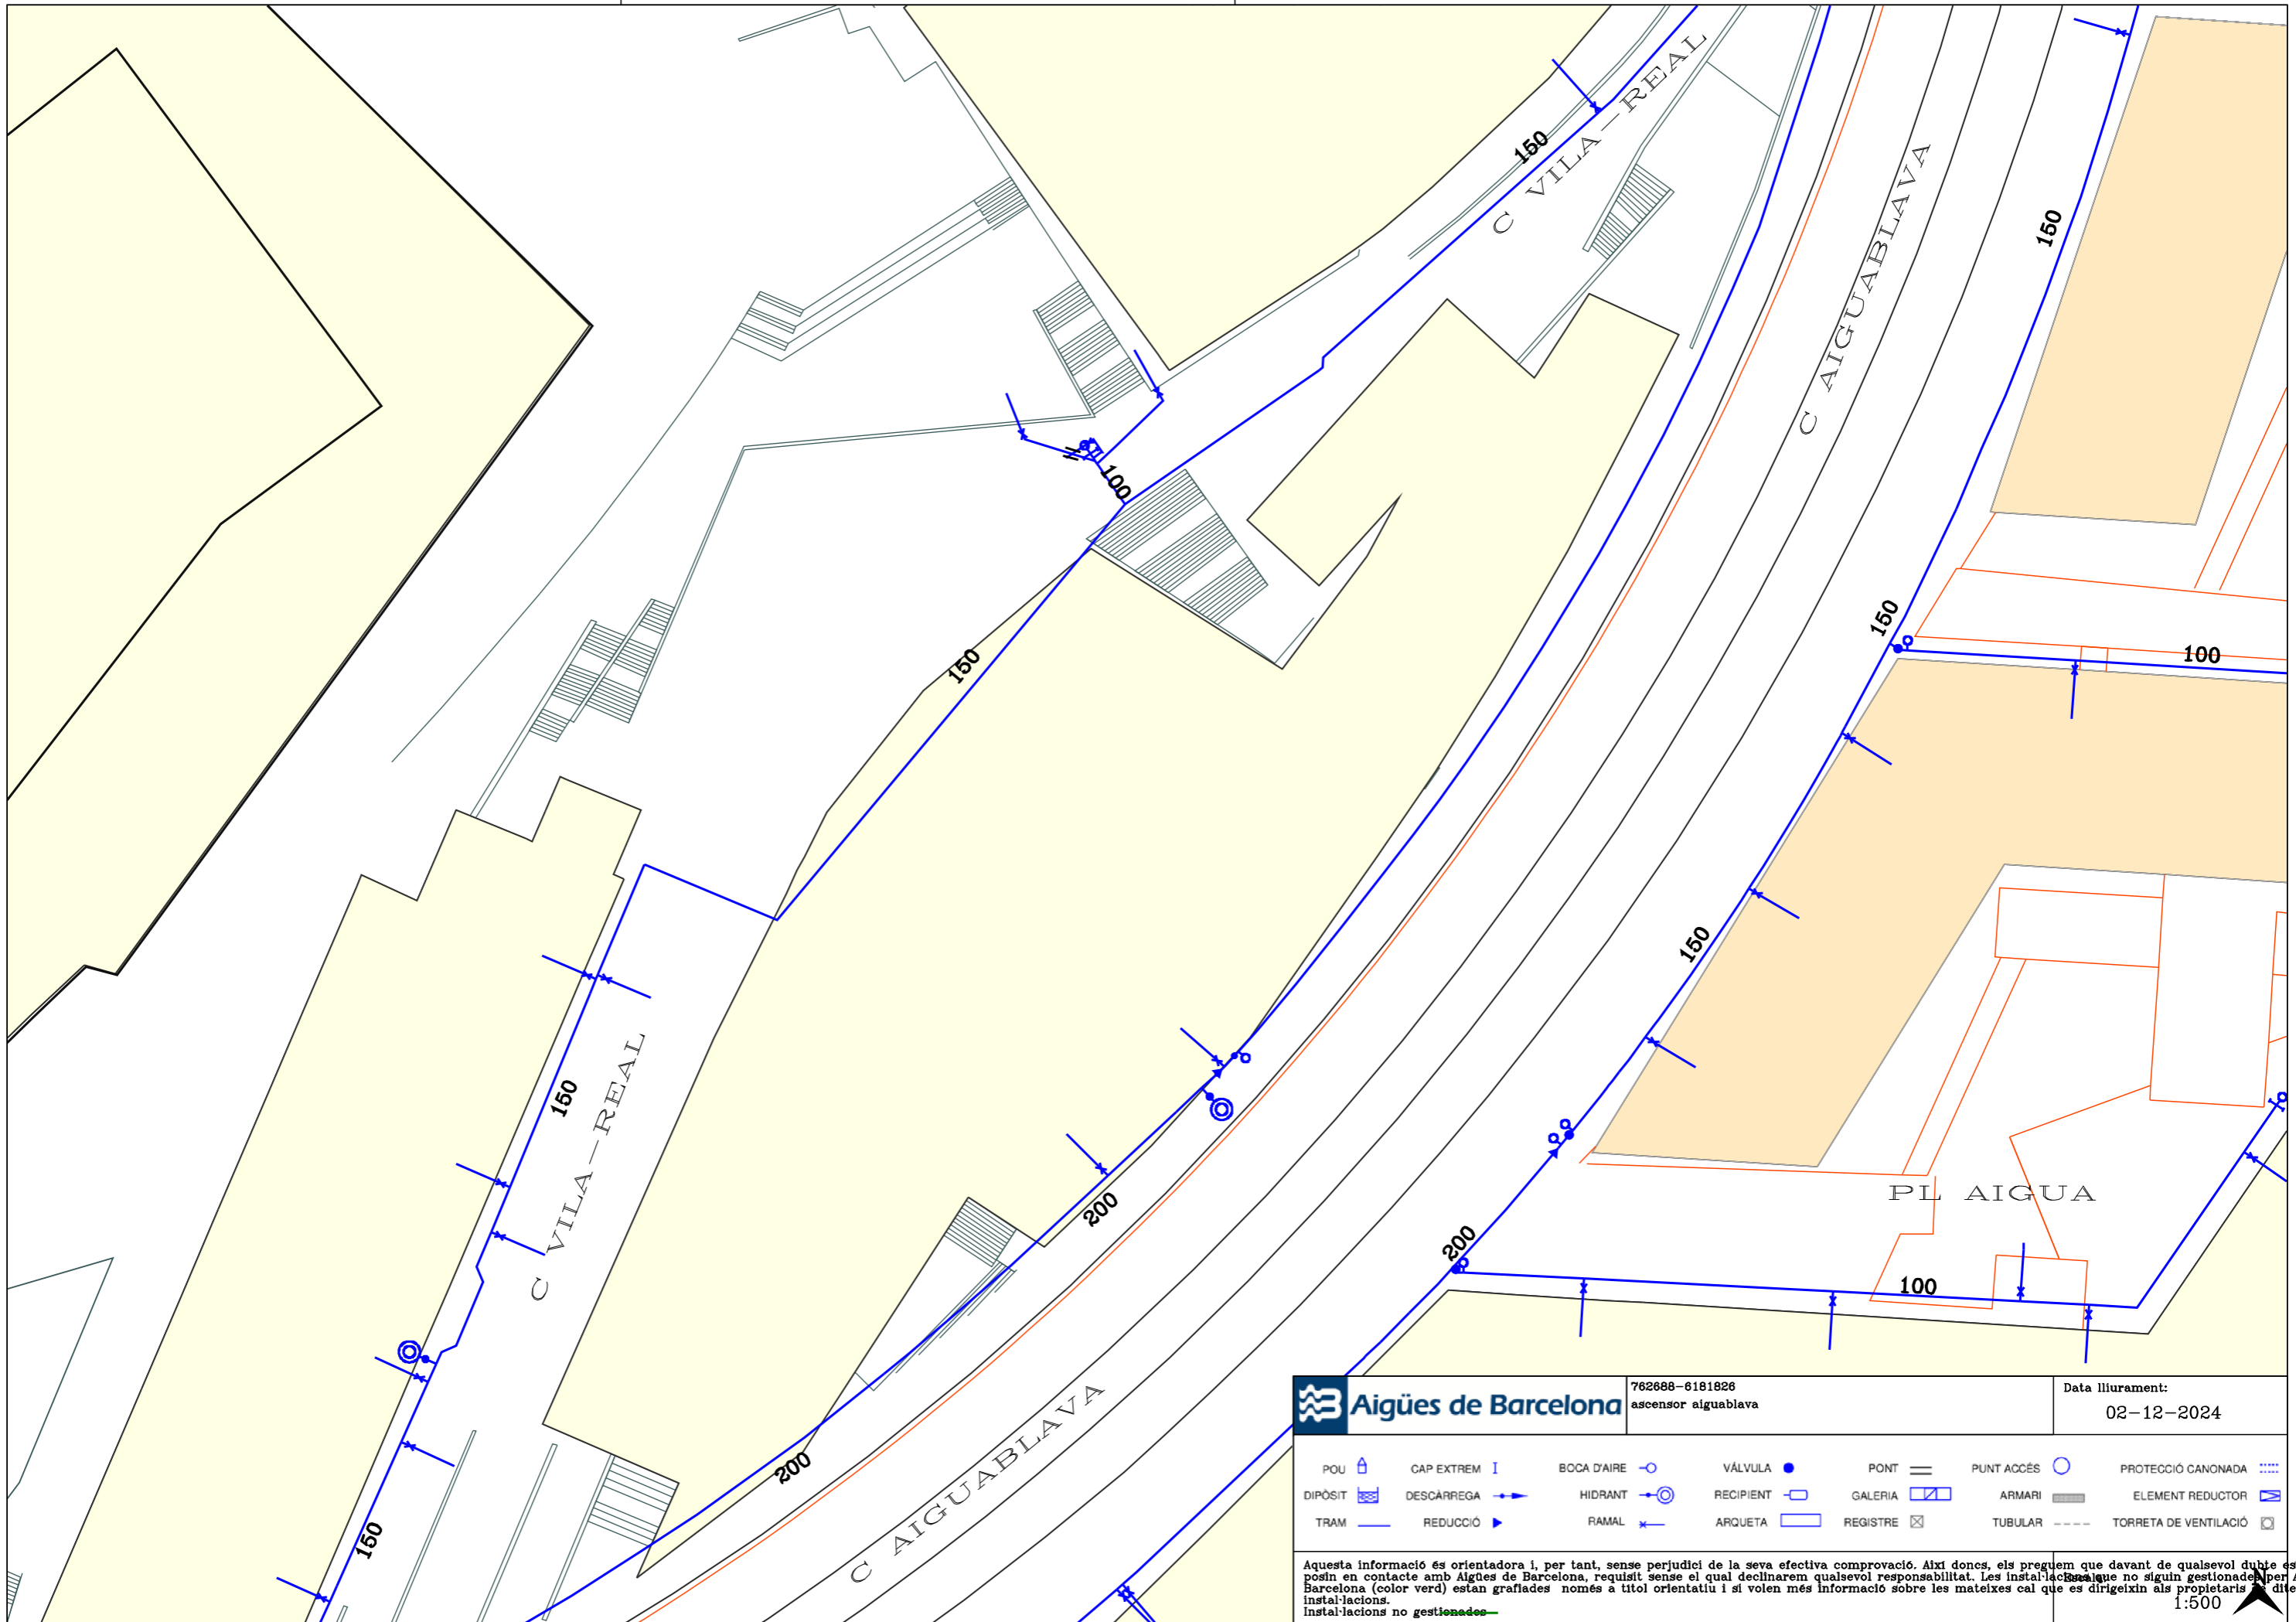 150
C VILA-REAL
C AIGUABLAVA
150
100
150
100
150
150
150
C VILA-REAL
200
200
PL AIGUA
100
C AIGUABLAVA
200
150
Aigües de Barcelona
762688-6181826
ascensor aiguablava
Data lliurament:
02-12-2024
POU
CAP EXTREM
BOCA D'AIRE
VÁLVULA
PONT
PUNT ACCÉS
PROTECCIÓ CANONADA
DIPÒSIT
DESCÀRREGA
HIDRANT
RECIPIENT
GALERIA
ARMARI
ELEMENT REDUCTOR
TRAM
REDUCCIÓ
RAMAL
ARQUETA
REGISTRE
TUBULAR
TORRETA DE VENTILACIÓ
Aquesta informació és orientadora i, per tant, sense perjudici de la seva efectiva comprovació. Així doncs, els preguem que davant de qualsevol dubte es
posin en contacte amb Aigües de Barcelona, requisit sense el qual declinarem qualsevol responsabilitat. Les instal·lacions que no siguin gestionades per
Barcelona (color verd) estan grafiades només a títol orientatiu i si volen més informació sobre les mateixes cal que es dirigeixin als propietaris
instal·lacions.
Instal·lacions no gestionades
Escala:
1:500
N